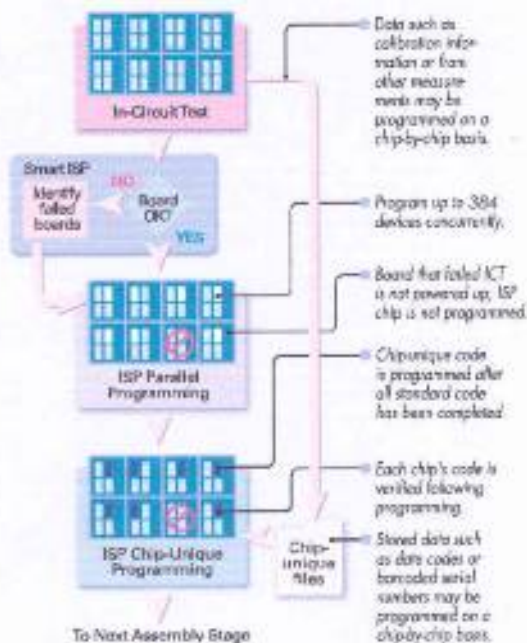 Data such as
calibration infor-
mation or from
other measure-
ments may be
programmed on a
chip-by-chip basis.
In-Circuit Test
Smart ISP
Identify
failed
boards
NO
Board
OK?
YES
Program up to 384
devices concurrently.
Board that failed ICT
is not powered up, ISP
chip is not programmed.
ISP Parallel
Programming
Chip-unique code
is programmed after
all standard code
has been completed.
Each chip's code is
verified following
programming.
ISP Chip-Unique
Programming
Chip-
unique
files
Stored data such
as date codes or
barcoded serial
numbers may be
programmed on a
chip-by-chip basis.
To Next Assembly Stage